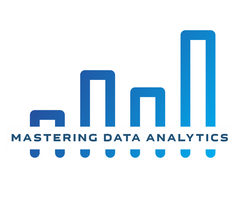 MASTERING DATA ANALYTICS